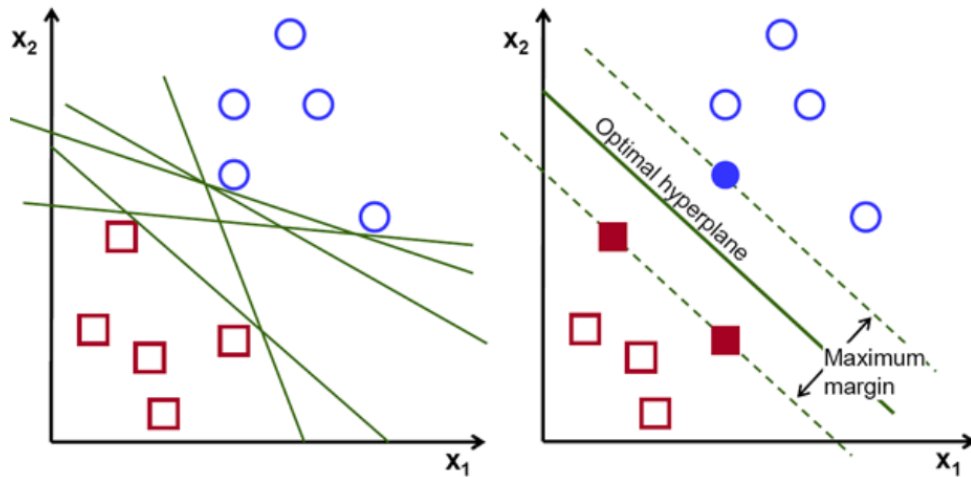 x₂
x₁
x₂
Optimal hyperplane
Maximum
margin
x₁